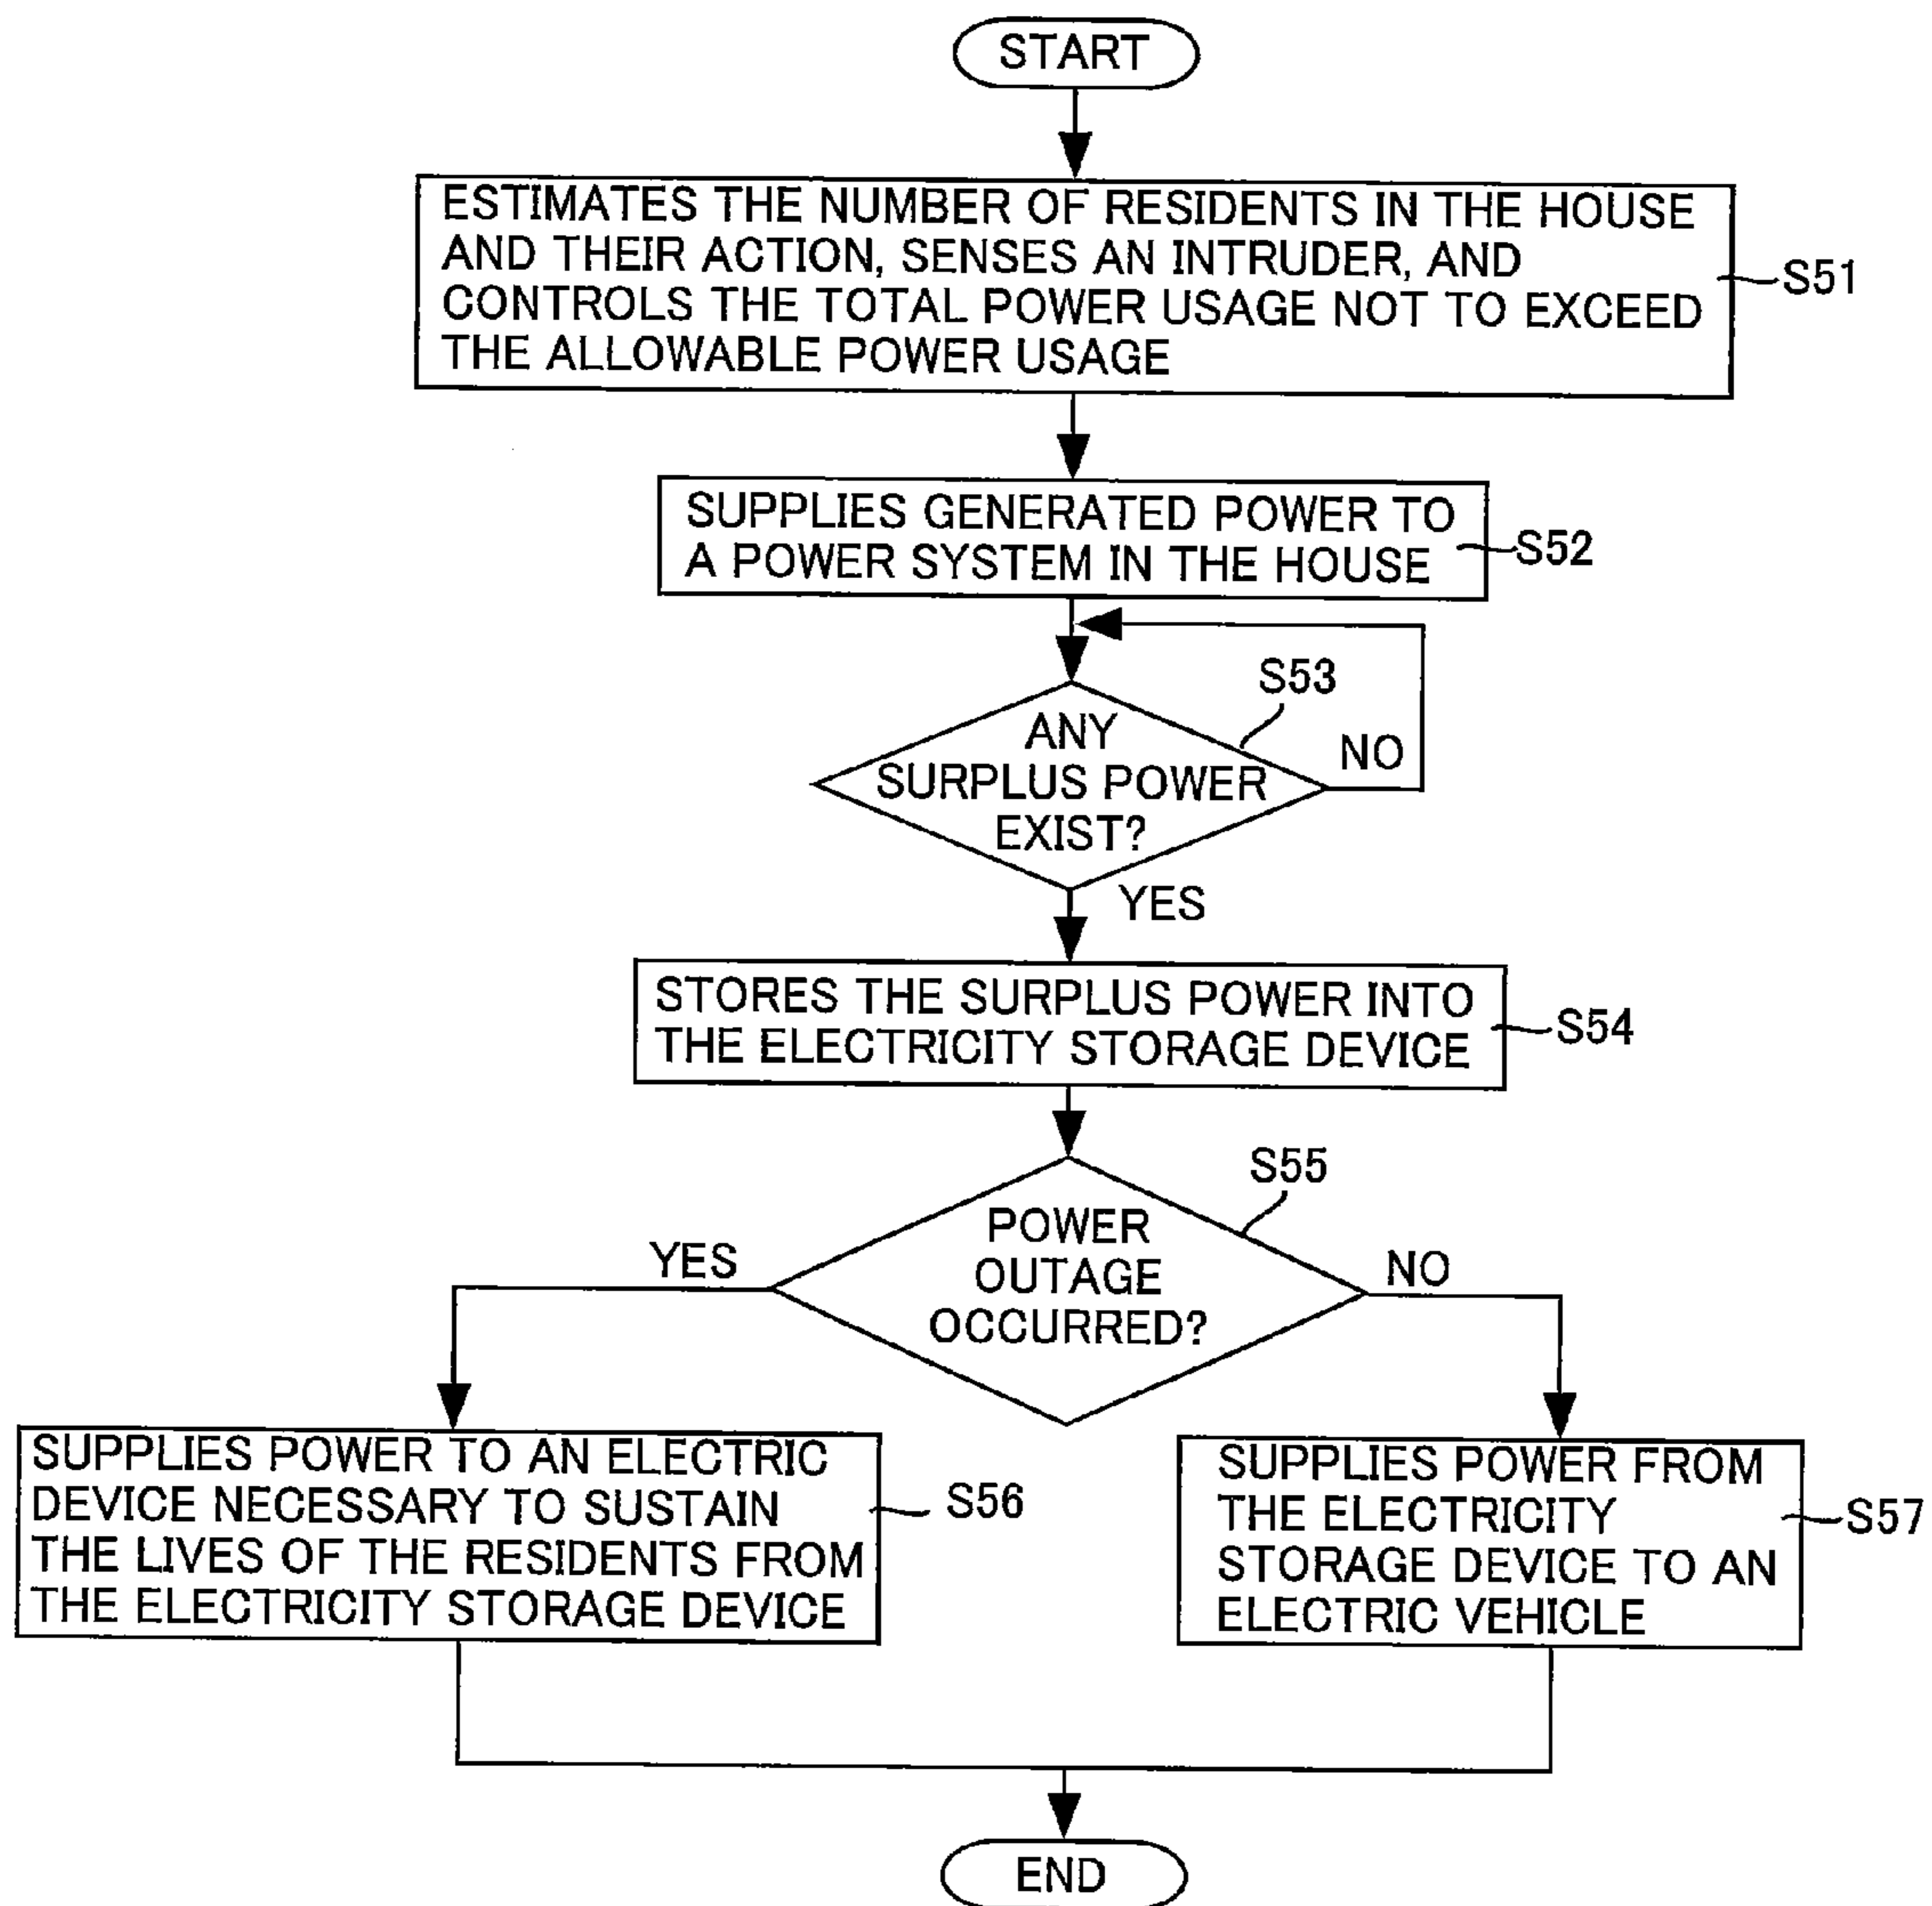 START
ESTIMATES THE NUMBER OF RESIDENTS IN THE HOUSE
AND THEIR ACTION, SENSES AN INTRUDER, AND
CONTROLS THE TOTAL POWER USAGE NOT TO EXCEED
THE ALLOWABLE POWER USAGE
S51
SUPPLIES GENERATED POWER TO
A POWER SYSTEM IN THE HOUSE
S52
S53
ANY
SURPLUS POWER
EXIST?
NO
YES
STORES THE SURPLUS POWER INTO
THE ELECTRICITY STORAGE DEVICE
S54
S55
POWER
OUTAGE
OCCURRED?
YES
NO
SUPPLIES POWER TO AN ELECTRIC
DEVICE NECESSARY TO SUSTAIN
THE LIVES OF THE RESIDENTS FROM
THE ELECTRICITY STORAGE DEVICE
S56
SUPPLIES POWER FROM
THE ELECTRICITY
STORAGE DEVICE TO AN
ELECTRIC VEHICLE
S57
END